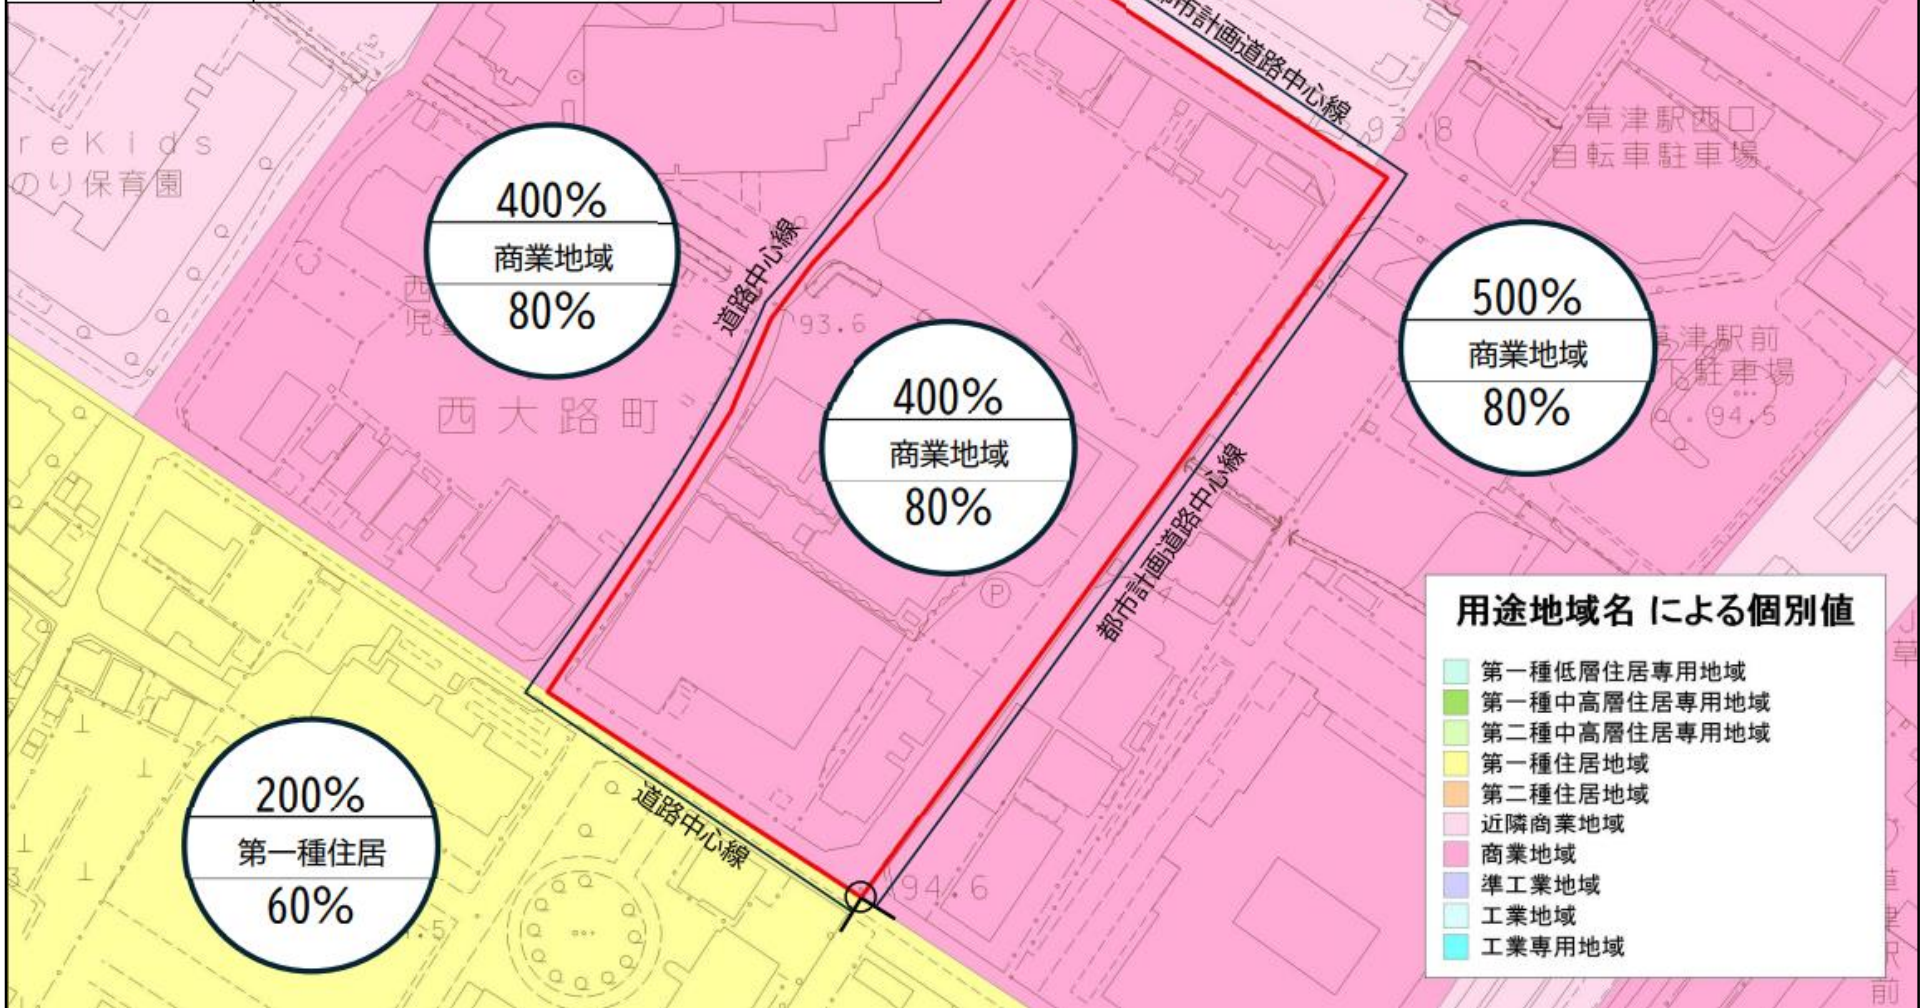 都市計画道路中心線
93.8
草津駅西口
自転車駐車場
reKids
のり保育園
400%
商業地域
80%
道路中心線
93.6
500%
商業地域
80%
草津駅前
下駐車場
94.5
西大路町
400%
商業地域
80%
都市計画道路中心線
P
用途地域名 による個別値
第一種低層住居専用地域
第一種中高層住居専用地域
第二種中高層住居専用地域
第一種住居地域
第二種住居地域
近隣商業地域
商業地域
準工業地域
工業地域
工業専用地域
200%
第一種住居
60%
道路中心線
94.6